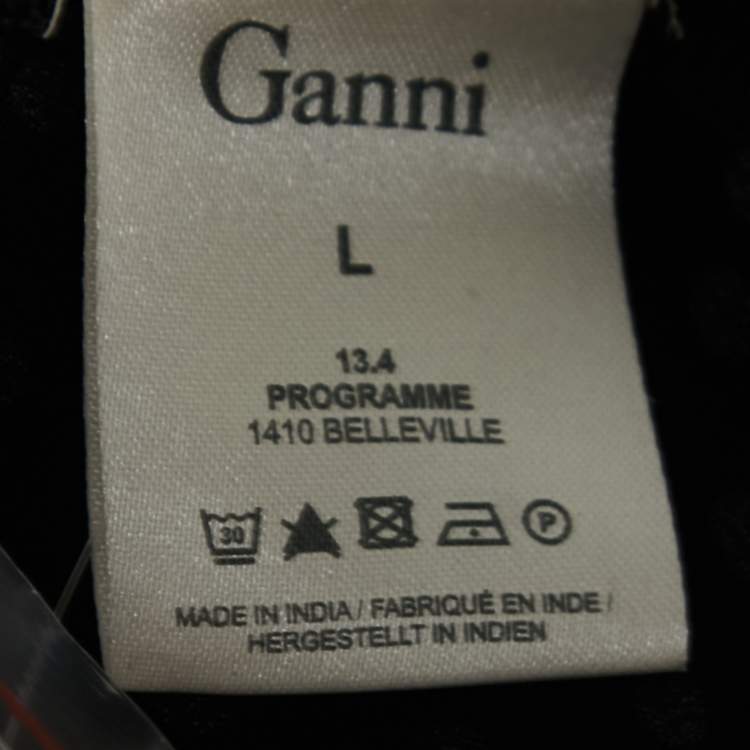 Ganni
L
13.4
PROGRAMME
1410 BELLEVILLE
30 P
MADE IN INDIA / FABRIQUÉ EN INDE /
HERGESTELLT IN INDIEN